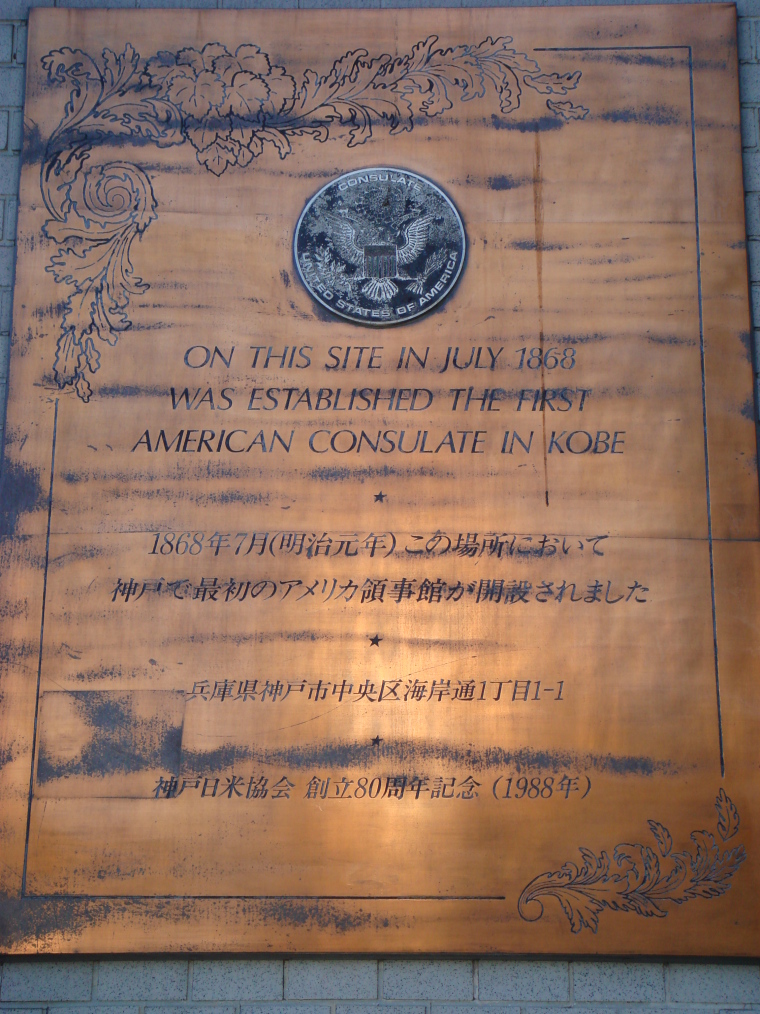 CONSULATE
UNITED STATES OF AMERICA
ON THIS SITE IN JULY 1868
WAS ESTABLISHED THE FIRST
AMERICAN CONSULATE IN KOBE
1868年7月(明治元年)この場所において
神戸で最初のアメリカ領事館が開設されました
兵庫県神戸市中央区海岸通1丁目1-1
神戸日米協会 創立80周年記念 (1988年)